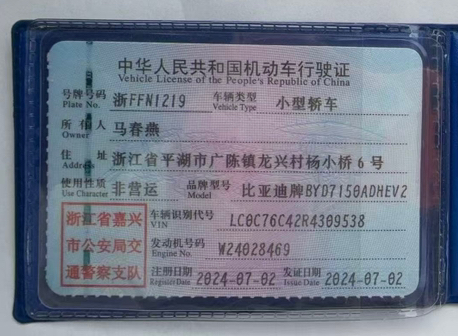 中华人民共和国机动车行驶证
Vehicle License of the People's Republic of China
号牌号码 浙FFN1219 车辆类型 小型轿车
Plate No. Vehicle Type
所有人 马春燕
Owner
住址 浙江省平湖市广陈镇龙兴村杨小桥6号
Address
使用性质 非营运 品牌型号 比亚迪牌BYD7150ADHEV2
Use Character Model
浙江省嘉兴 车辆识别代号 LC0C76C42R4309538
VIN
市公安局交 发动机号码 W24028469
Engine No.
通警察支队 注册日期 2024-07-02 发证日期 2024-07-02
Register Date Issue Date